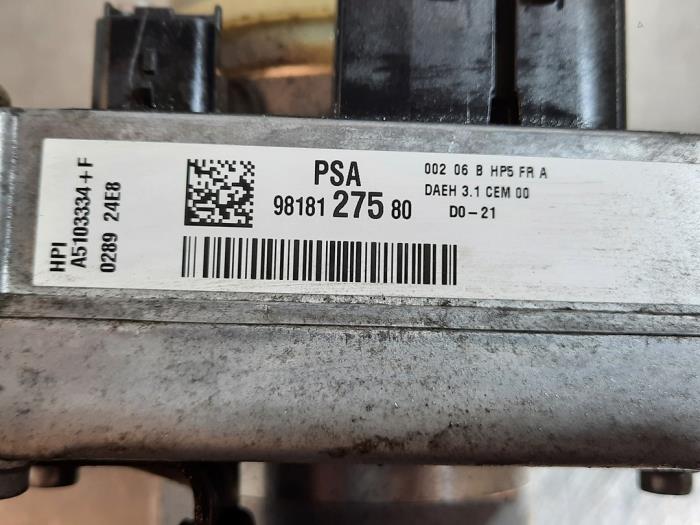 HPI
A5103334+F
0289 24E8
PSA
98181 275 80
002 06 B HP5 FR A
DAEH 3.1 CEM 00
D0-21